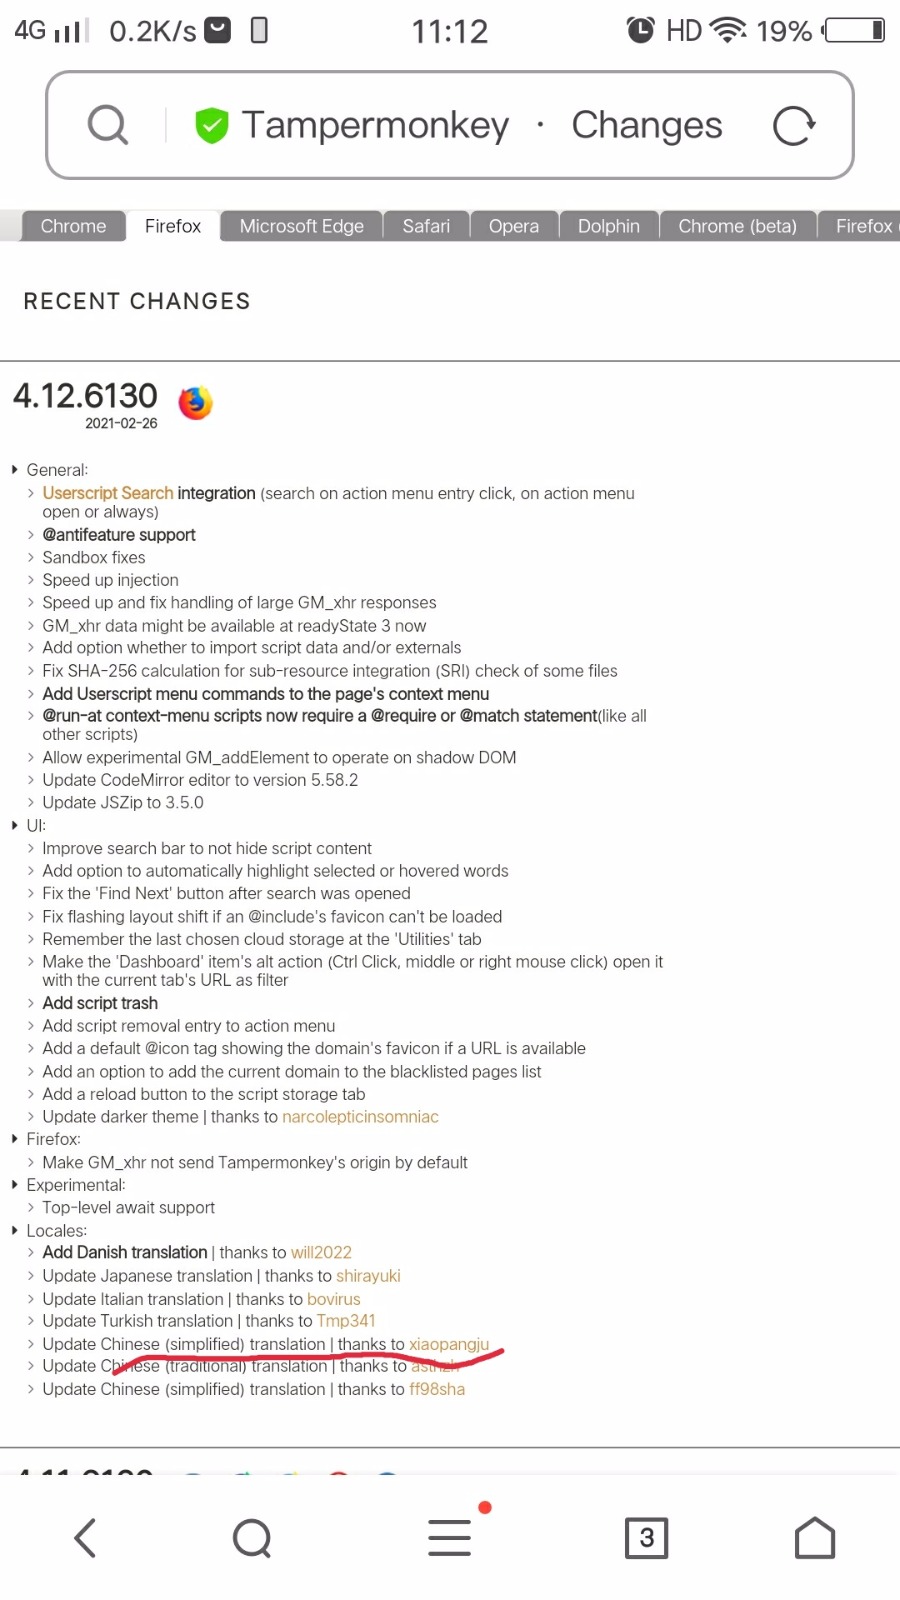 4G 0.2K/s 11:12 HD 19%
Tampermonkey · Changes
Chrome Firefox Microsoft Edge Safari Opera Dolphin Chrome (beta) Firefox
RECENT CHANGES
4.12.6130
2021-02-26
General:
Userscript Search integration (search on action menu entry click, on action menu
open or always)
@antifeature support
Sandbox fixes
Speed up injection
Speed up and fix handling of large GM_xhr responses
GM_xhr data might be available at readyState 3 now
Add option whether to import script data and/or externals
Fix SHA-256 calculation for sub-resource integration (SRI) check of some files
Add Userscript menu commands to the page's context menu
@run-at context-menu scripts now require a @require or @match statement(like all
other scripts)
Allow experimental GM_addElement to operate on shadow DOM
Update CodeMirror editor to version 5.58.2
Update JSZip to 3.5.0
UI:
Improve search bar to not hide script content
Add option to automatically highlight selected or hovered words
Fix the 'Find Next' button after search was opened
Fix flashing layout shift if an @include's favicon can't be loaded
Remember the last chosen cloud storage at the 'Utilities' tab
Make the 'Dashboard' item's alt action (Ctrl Click, middle or right mouse click) open it
with the current tab's URL as filter
Add script trash
Add script removal entry to action menu
Add a default @icon tag showing the domain's favicon if a URL is available
Add an option to add the current domain to the blacklisted pages list
Add a reload button to the script storage tab
Update darker theme | thanks to narcolepticinsomniac
Firefox:
Make GM_xhr not send Tampermonkey's origin by default
Experimental:
Top-level await support
Locales:
Add Danish translation | thanks to will2022
Update Japanese translation | thanks to shirayuki
Update Italian translation | thanks to bovirus
Update Turkish translation | thanks to Tmp341
Update Chinese (simplified) translation | thanks to xiaopangju
Update Chinese (traditional) translation | thanks to
Update Chinese (simplified) translation | thanks to ff98sha
3